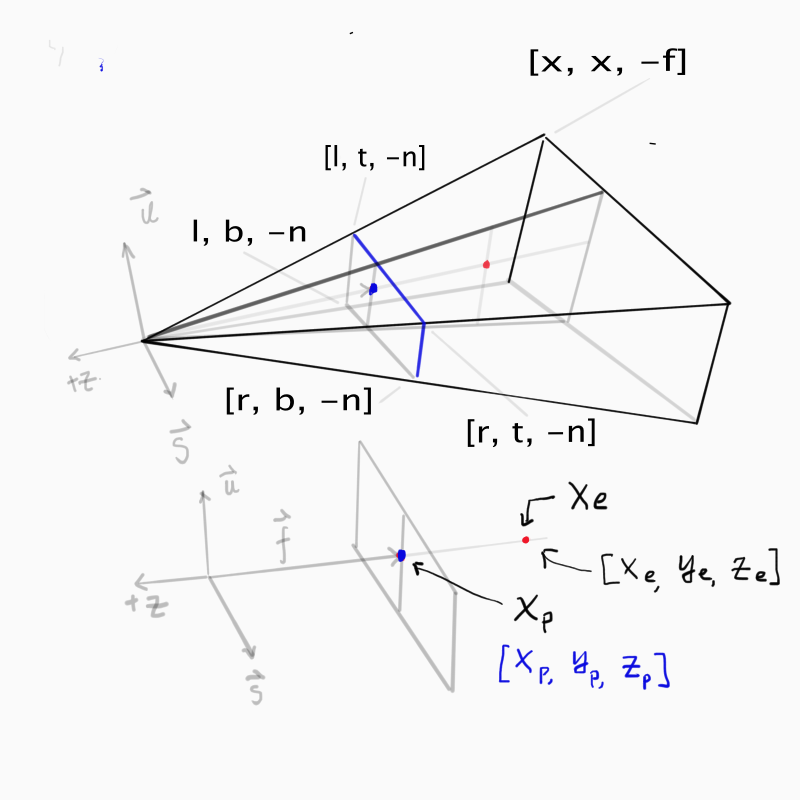 [x, x, −f]
[l, t, −n]
u
l, b, −n
+z
[r, b, −n]
[r, t, −n]
s
u
Xe
f
[Xe, ye, ze]
+z
Xp
s
[Xp, yp, zp]